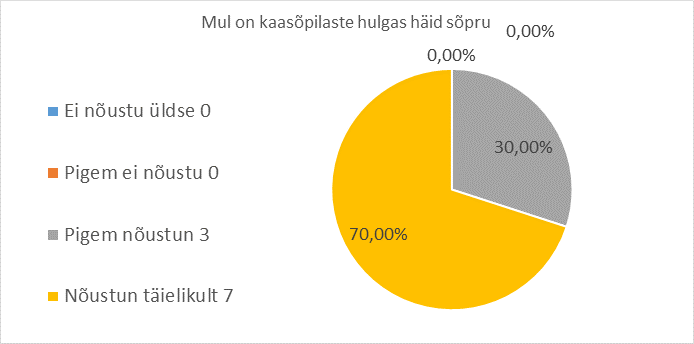 Mul on kaasõpilaste hulgas häid sõpru
0,00%
0,00%
Ei nõustu üldse 0
30,00%
Pigem ei nõustu 0
Pigem nõustun 3
70,00%
Nõustun täielikult 7